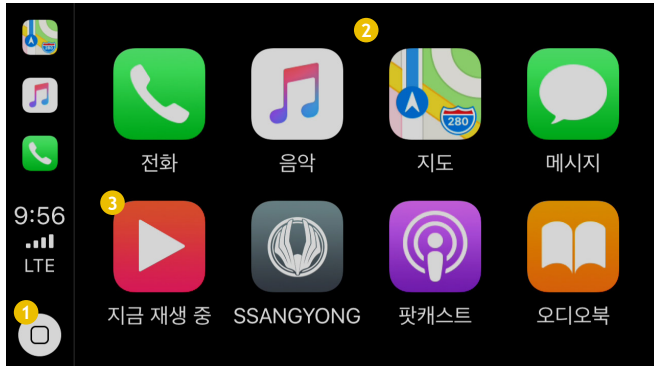 280
9:56
LTE
1
2
280
전화
음악
지도
메시지
3
지금 재생 중
SSANGYONG
팟캐스트
오디오북